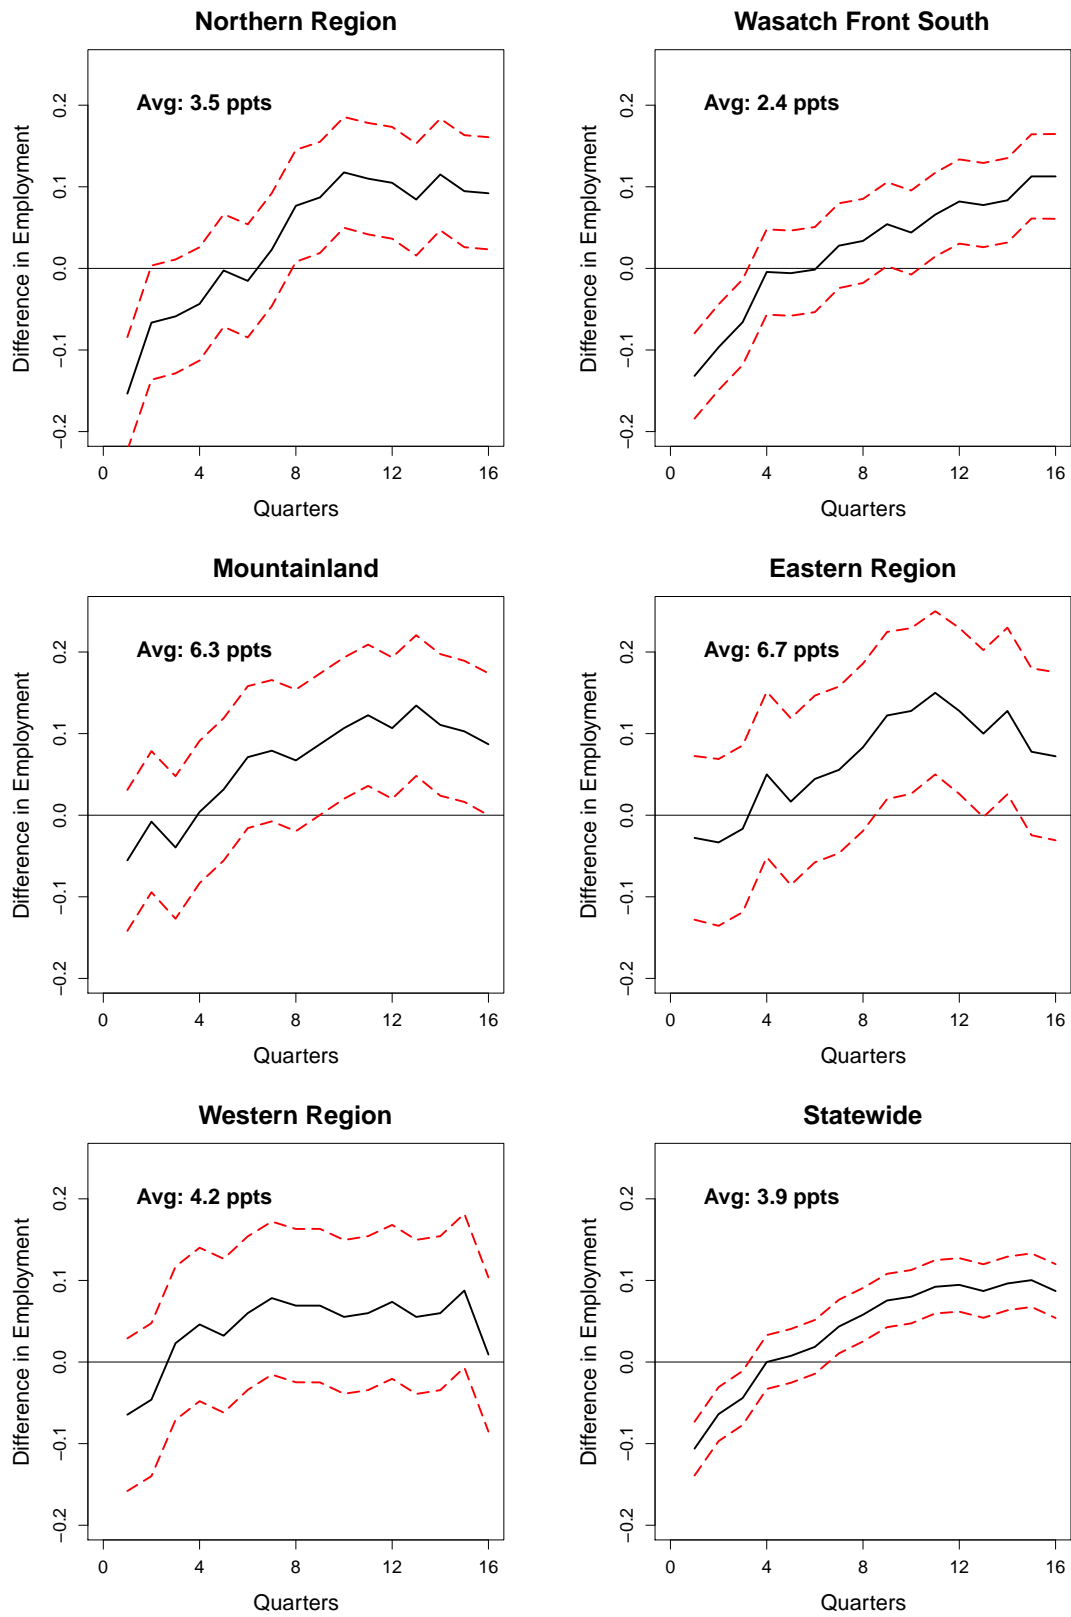 Northern Region
Avg: 3.5 ppts
Difference in Employment
0.2
0.1
0.0
−0.1
−0.2
0 4 8 12 16
Quarters
Wasatch Front South
Avg: 2.4 ppts
Difference in Employment
0.2
0.1
0.0
−0.1
−0.2
0 4 8 12 16
Quarters
Mountainland
Avg: 6.3 ppts
Difference in Employment
0.2
0.1
0.0
−0.1
−0.2
0 4 8 12 16
Quarters
Eastern Region
Avg: 6.7 ppts
Difference in Employment
0.2
0.1
0.0
−0.1
−0.2
0 4 8 12 16
Quarters
Western Region
Avg: 4.2 ppts
Difference in Employment
0.2
0.1
0.0
−0.1
−0.2
0 4 8 12 16
Quarters
Statewide
Avg: 3.9 ppts
Difference in Employment
0.2
0.1
0.0
−0.1
−0.2
0 4 8 12 16
Quarters